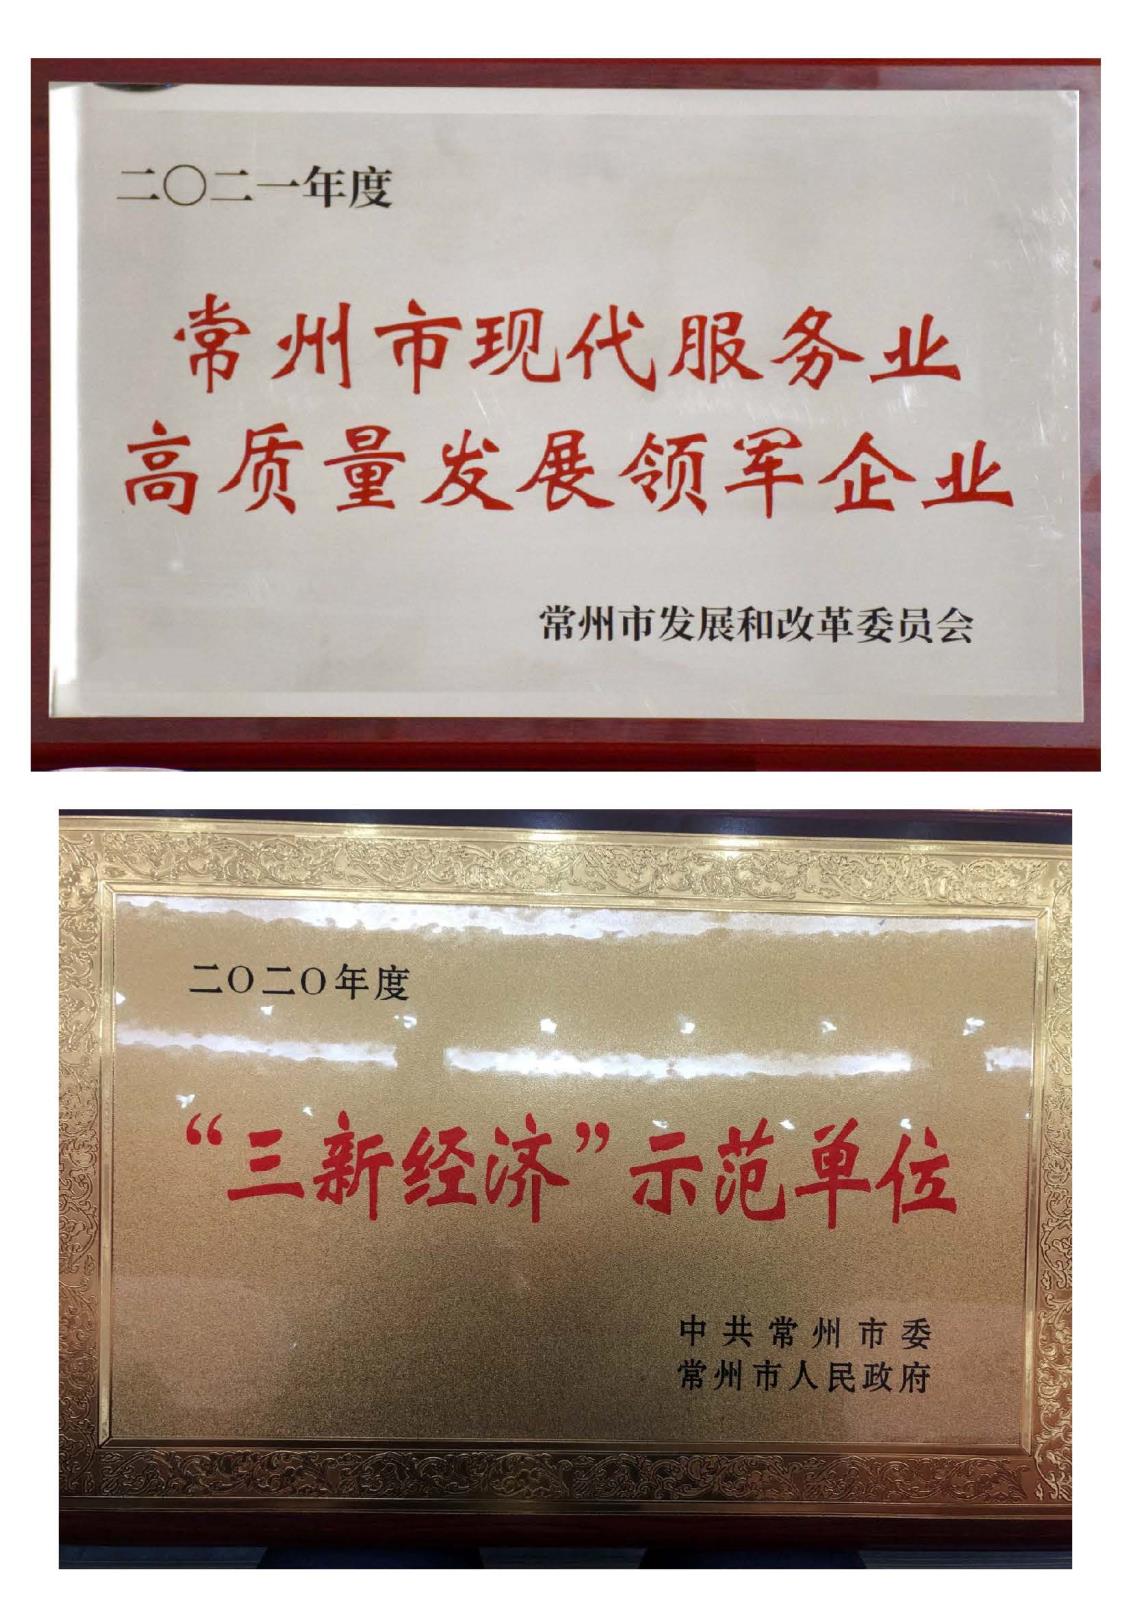 二〇二一年度
常州市现代服务业
高质量发展领军企业
常州市发展和改革委员会
二〇二〇年度
“三新经济”示范单位
中共常州市委
常州市人民政府